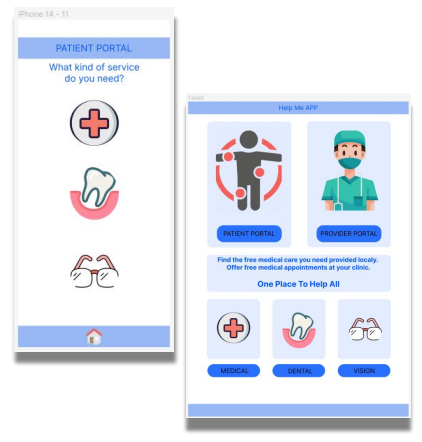 iPhone 14 – 11
PATIENT PORTAL
What kind of service
do you need?
Tablet
Help Me APP
PATIENT PORTAL
PROVIDER PORTAL
Find the free medical care you need provided localy.
Offer free medical appointments at your clinic.
One Place To Help All
MEDICAL
DENTAL
VISION